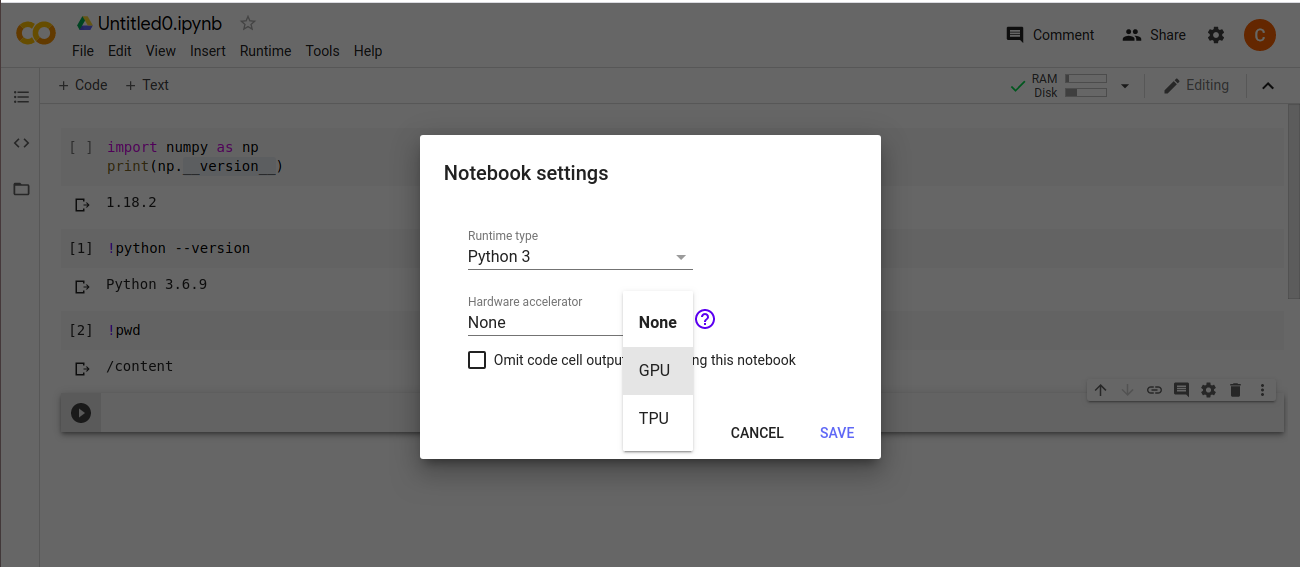 Untitled0.ipynb
File Edit View Insert Runtime Tools Help
Comment
Share
C
+ Code + Text
RAM
Disk
Editing
[ ] import numpy as np
print(np.__version__)
1.18.2
[1] !python --version
Python 3.6.9
[2] !pwd
/content
Notebook settings
Runtime type
Python 3
Hardware accelerator
None
None
?
GPU
TPU
Omit code cell outpu ng this notebook
CANCEL SAVE